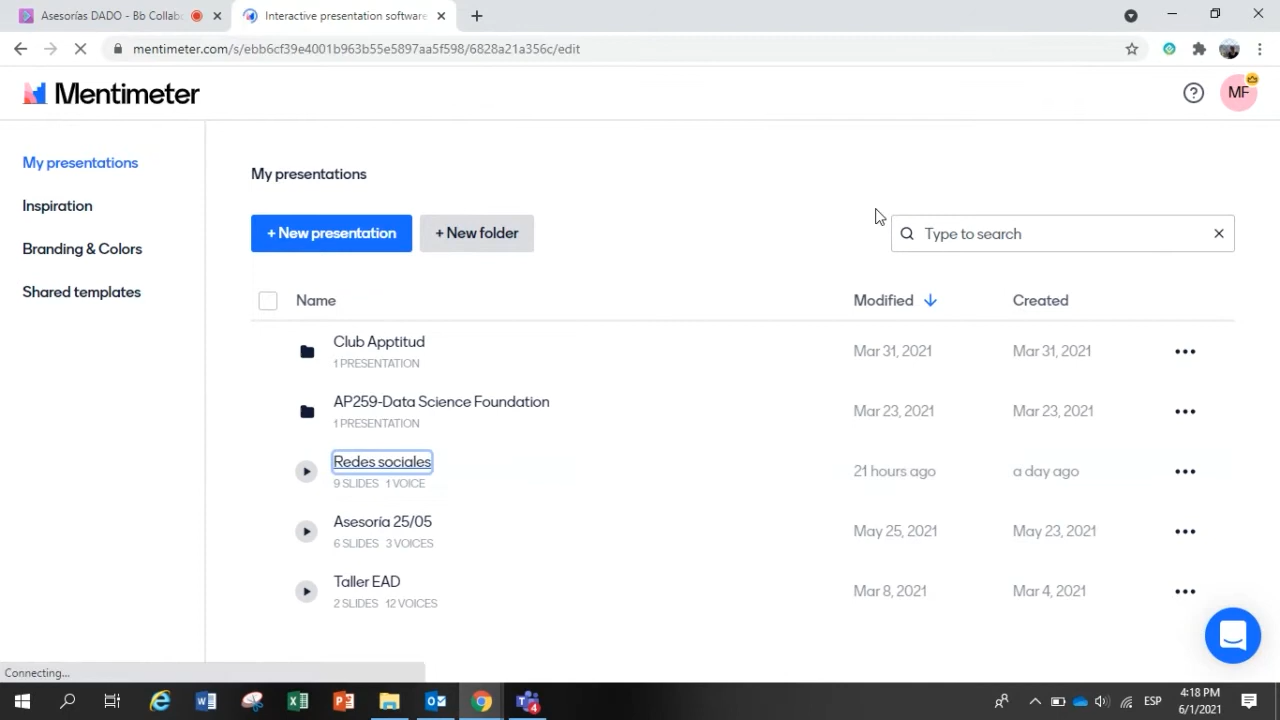 Asesorías DADO - Bb Collabo
Interactive presentation software
mentimeter.com/s/ebb6cf39e4001b963b55e5897aa5f598/6828a21a356c/edit
Mentimeter
MF
My presentations
Inspiration
Branding & Colors
Shared templates
My presentations
+ New presentation
+ New folder
Type to search
Name
Modified
Created
Club Apptitud
1 PRESENTATION
Mar 31, 2021
Mar 31, 2021
AP259-Data Science Foundation
1 PRESENTATION
Mar 23, 2021
Mar 23, 2021
Redes sociales
9 SLIDES 1 VOICE
21 hours ago
a day ago
Asesoría 25/05
6 SLIDES 3 VOICES
May 25, 2021
May 23, 2021
Taller EAD
2 SLIDES 12 VOICES
Mar 8, 2021
Mar 4, 2021
Connecting...
ESP
4:18 PM
6/1/2021